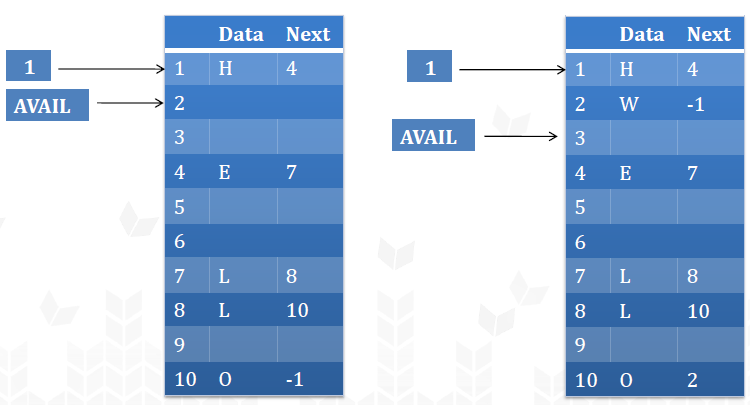 Data Next
1
1 H 4
AVAIL
2
3
4 E 7
5
6
7 L 8
8 L 10
9
10 O -1
Data Next
1
1 H 4
2 W -1
AVAIL
3
4 E 7
5
6
7 L 8
8 L 10
9
10 O 2